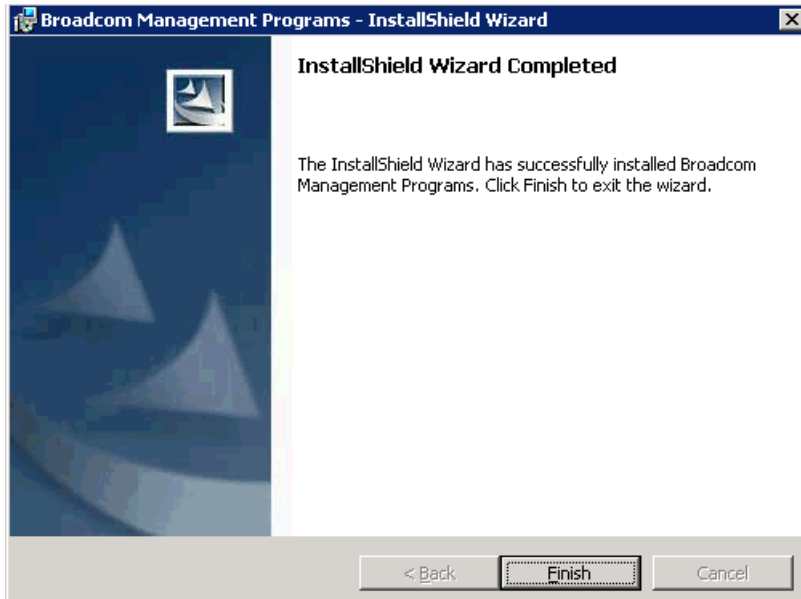 Broadcom Management Programs - InstallShield Wizard
InstallShield Wizard Completed
The InstallShield Wizard has successfully installed Broadcom
Management Programs. Click Finish to exit the wizard.
< Back
Finish
Cancel